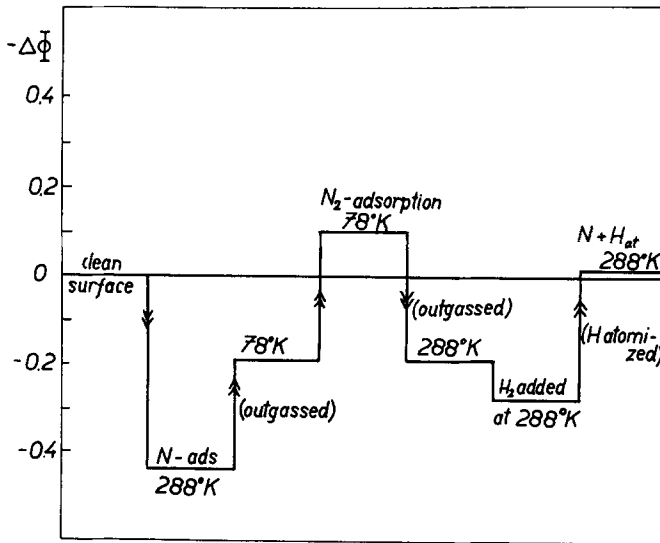 -ΔΦ
0.4
0.2
0
-0.2
-0.4
clean
surface
N-ads
288°K
78°K
(outgassed)
N₂-adsorption
78°K
(outgassed)
288°K
H₂ added
at 288°K
N+H at
288°K
(H atomi-
zed)